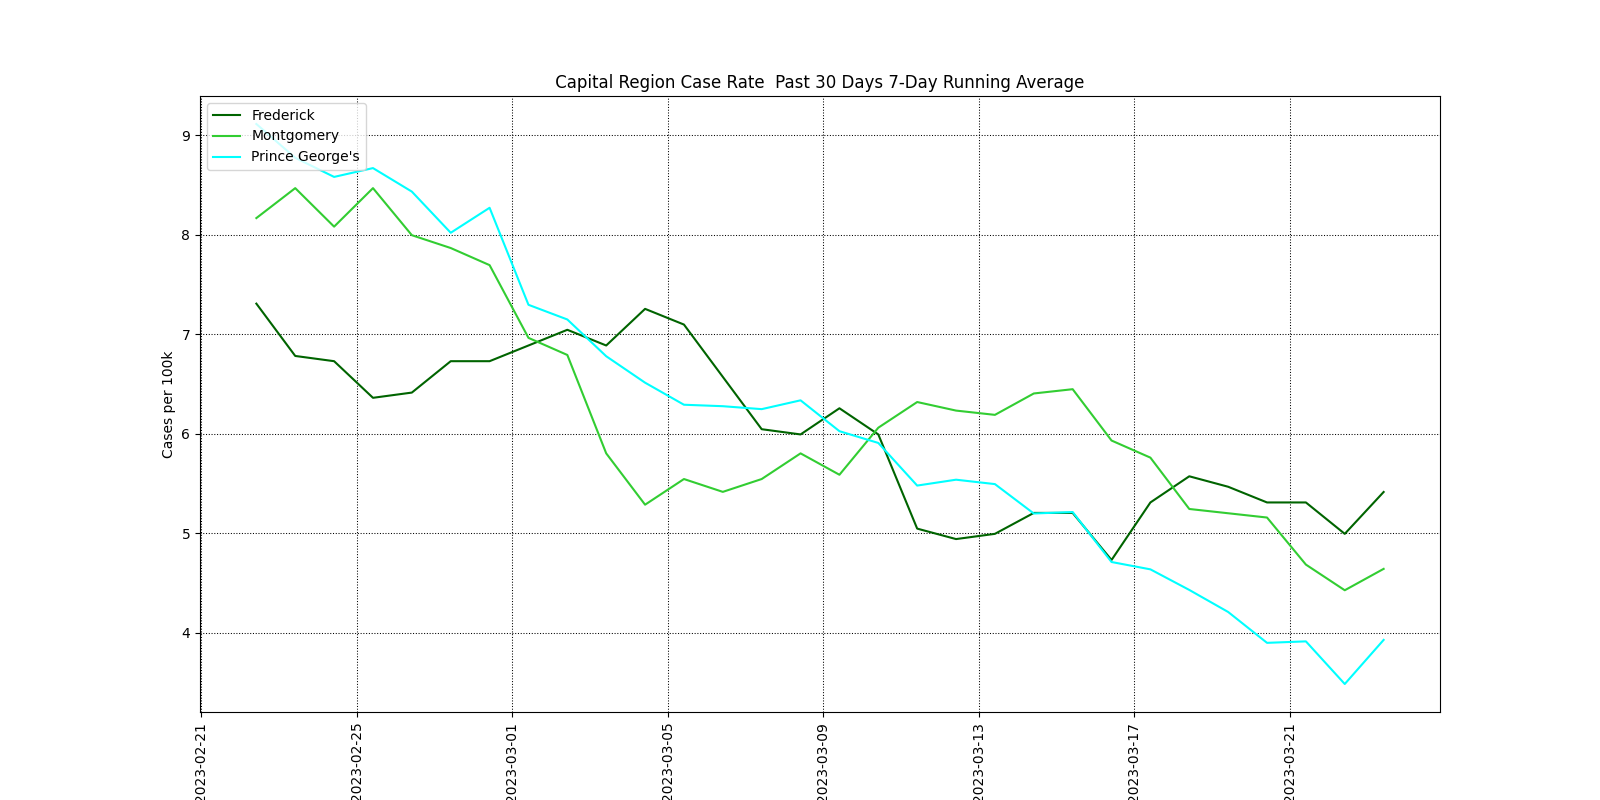 Capital Region Case Rate  Past 30 Days 7-Day Running Average
Frederick
Montgomery
Prince George's
Cases per 100k
9
8
7
6
5
4
2023-02-21
2023-02-25
2023-03-01
2023-03-05
2023-03-09
2023-03-13
2023-03-17
2023-03-21